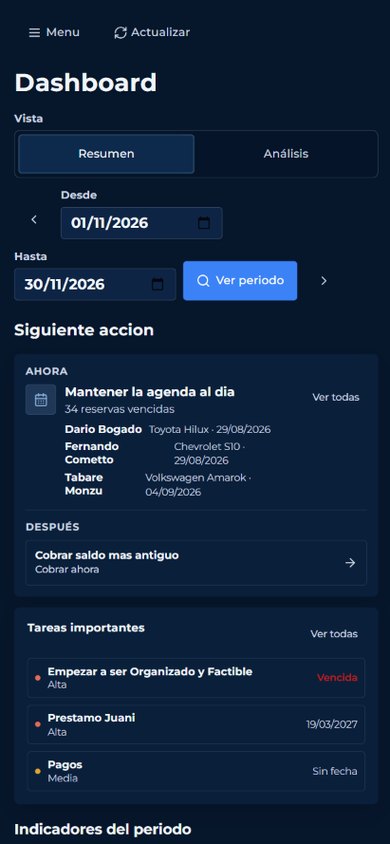 Menu
Actualizar
Dashboard
Vista
Resumen
Análisis
Desde
01/11/2026
Hasta
30/11/2026
Ver periodo
Siguiente accion
AHORA
Mantener la agenda al dia
34 reservas vencidas
Ver todas
Dario Bogado Toyota Hilux · 29/08/2026
Fernando Cometto
Chevrolet S10 · 29/08/2026
Tabare Monzu
Volkswagen Amarok · 04/09/2026
DESPUÉS
Cobrar saldo mas antiguo
Cobrar ahora
Tareas importantes
Ver todas
Empezar a ser Organizado y Factible
Alta
Vencida
Prestamo Juani
Alta
19/03/2027
Pagos
Media
Sin fecha
Indicadores del periodo